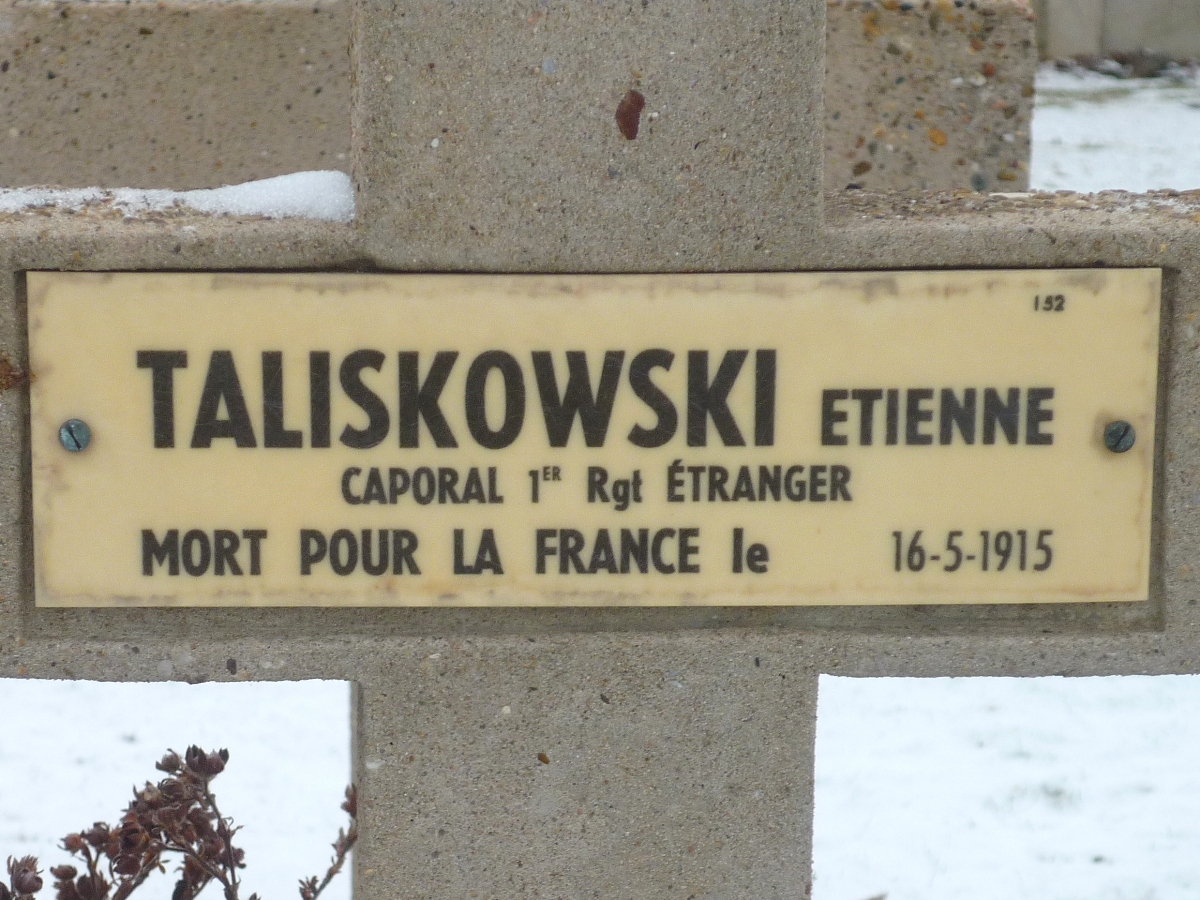 152
TALISKOWSKI ETIENNE
CAPORAL 1ER Rgt ÉTRANGER
MORT POUR LA FRANCE le 16-5-1915